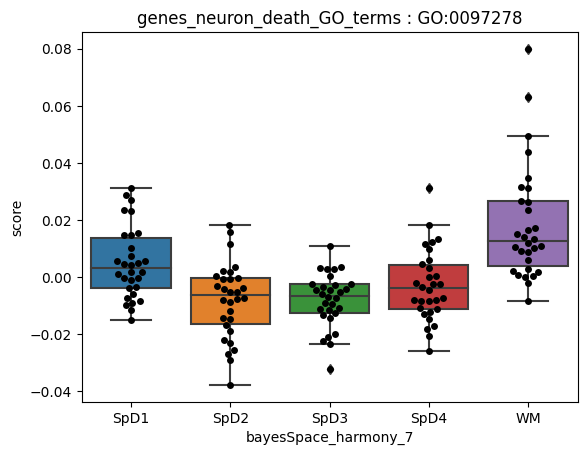 genes_neuron_death_GO_terms : GO:0097278
0.08
0.06
0.04
0.02
0.00
−0.02
−0.04
score
SpD1 SpD2 SpD3 SpD4 WM
bayesSpace_harmony_7